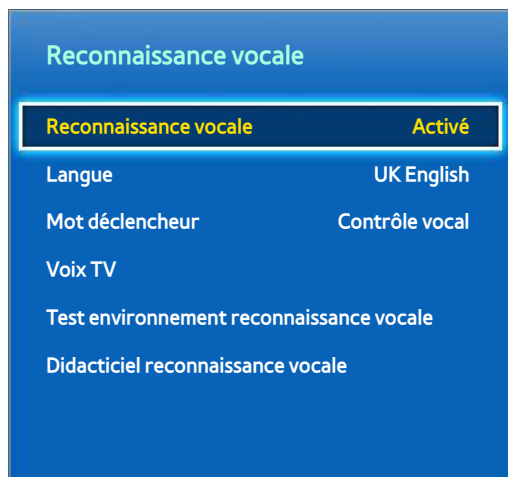 Reconnaissance vocale
Reconnaissance vocale Activé
Langue UK English
Mot déclencheur Contrôle vocal
Voix TV
Test environnement reconnaissance vocale
Didacticiel reconnaissance vocale